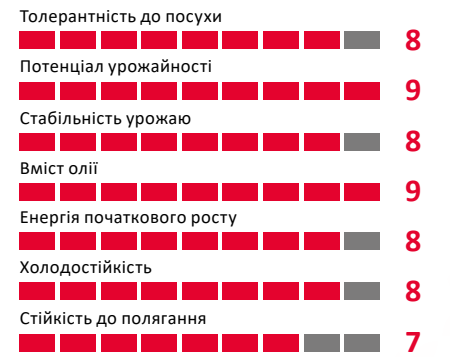 Толерантність до посухи
8
Потенціал урожайності
9
Стабільність урожаю
8
Вміст олії
9
Енергія початкового росту
8
Холодостійкість
8
Стійкість до полягання
7